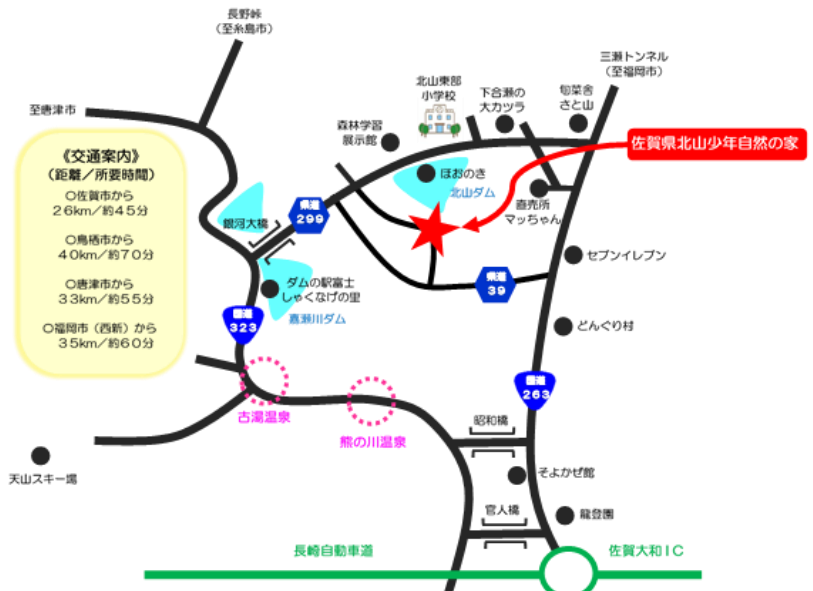 長野峠
（至糸島市）
三瀬トンネル
（至福岡市）
北山東部
小学校
下合瀬の
大カツラ
旬菜舎
さと山
至唐津市
森林学習
展示館
佐賀県北山少年自然の家
《交通案内》
（距離／所要時間）
○佐賀市から
26km／約45分
○鳥栖市から
40km／約70分
○唐津市から
33km／約55分
○福岡市（西新）から
35km／約60分
ほおのき
北山ダム
直売所
マッちゃん
県道
299
銀河大橋
セブンイレブン
県道
39
ダムの駅富士
しゃくなげの里
嘉瀬川ダム
国道
323
どんぐり村
国道
263
古湯温泉
熊の川温泉
昭和橋
天山スキー場
そよかぜ館
官人橋
龍登園
長崎自動車道
佐賀大和IC